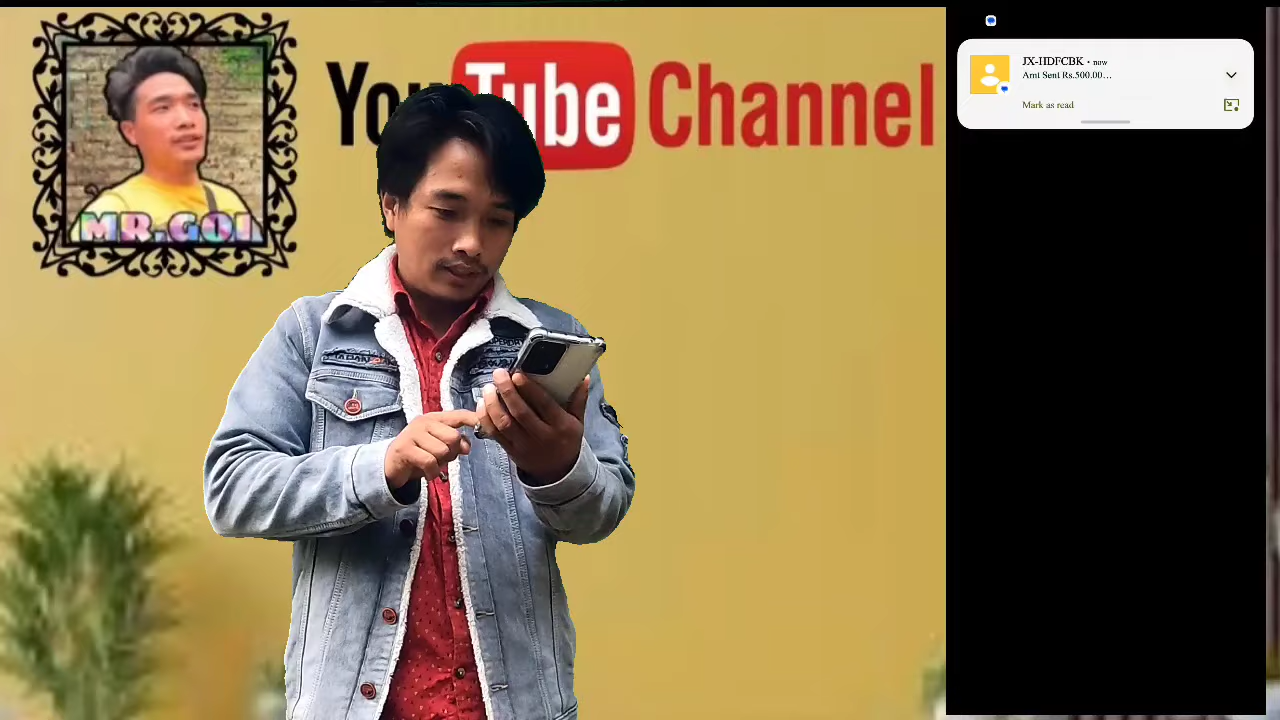 MR.GOI
YouTube Channel
JX-HDFCBK • now
Amt Sent Rs.500.00...
Mark as read